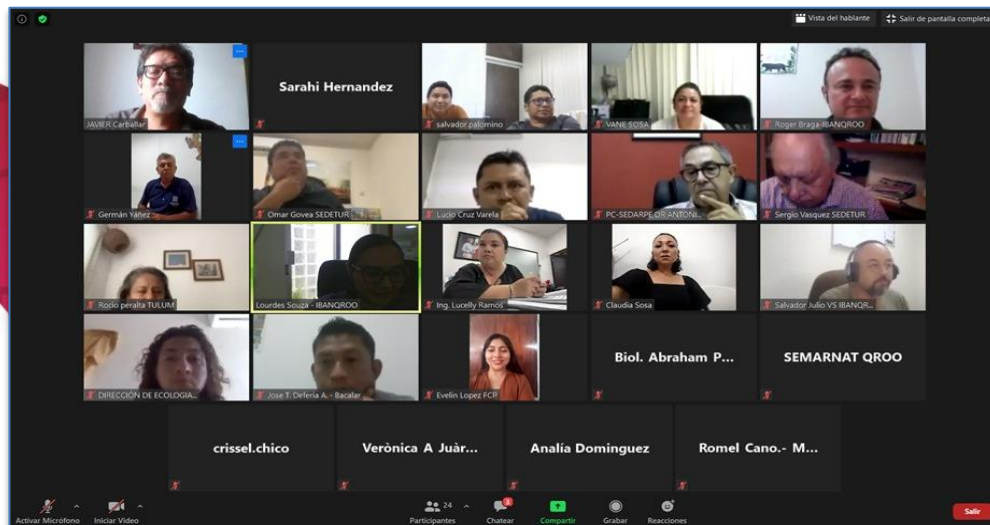 Vista del hablante
Salir de pantalla completa
JAVIER Carballar
Sarahi Hernandez
salvador.palomino
VANE SOSA
Roger Braga-IBANQROO
Germán Yáñez
Omar Govea SEDETUR
Lucio Cruz Varela
PC-SEDARPE DR ANTONI...
Sergio Vasquez SEDETUR
Rocio peralta TULUM
Lourdes Souza - IBANQROO
Ing. Lucelly Ramos
Claudia Sosa
Salvador Julio VS IBANQR...
DIRECCIÓN DE ECOLOGIA...
Jose T. Deferia A. - Bacalar
Evelin Lopez FCP
Biol. Abraham P...
SEMARNAT QROO
crissel.chico
Verònica A Juàr...
Analía Dominguez
Romel Cano.- M...
Activar Micrófono
Iniciar Video
24
Participantes
3
Chatear
Compartir
Grabar
Reacciones
Salir